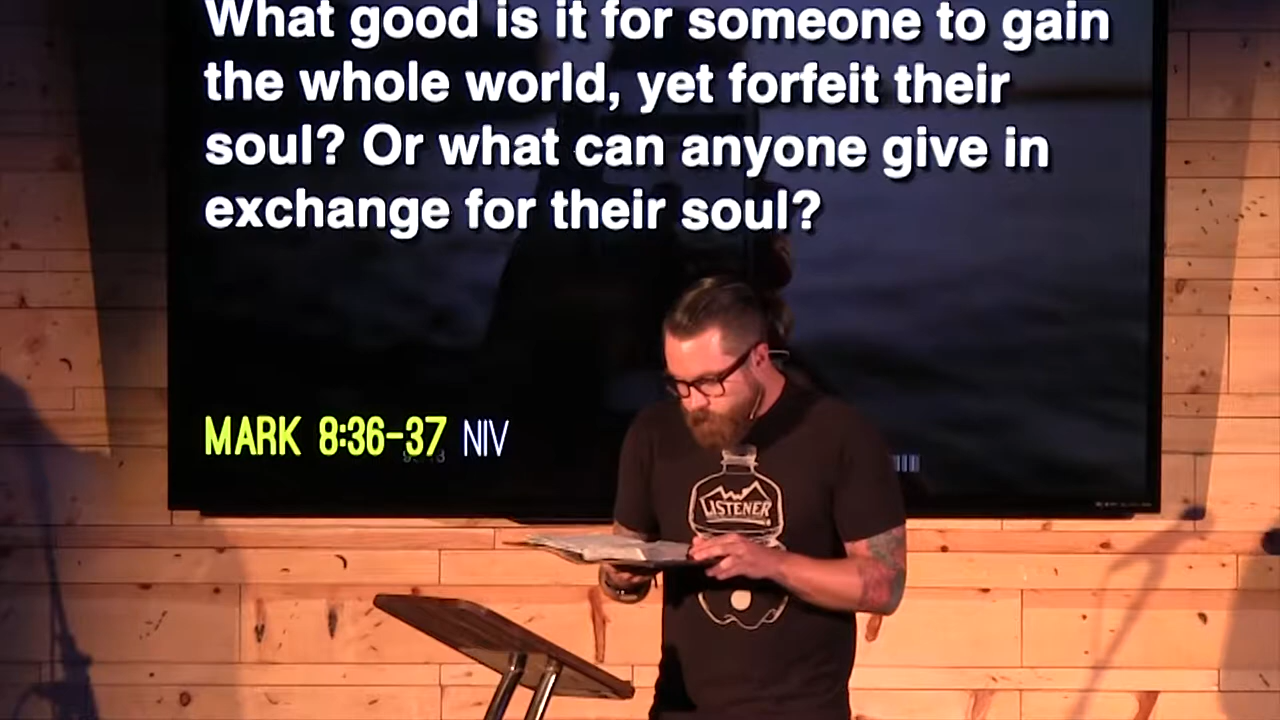 What good is it for someone to gain
the whole world, yet forfeit their
soul? Or what can anyone give in
exchange for their soul?
MARK 8:36-37 NIV
LISTENER